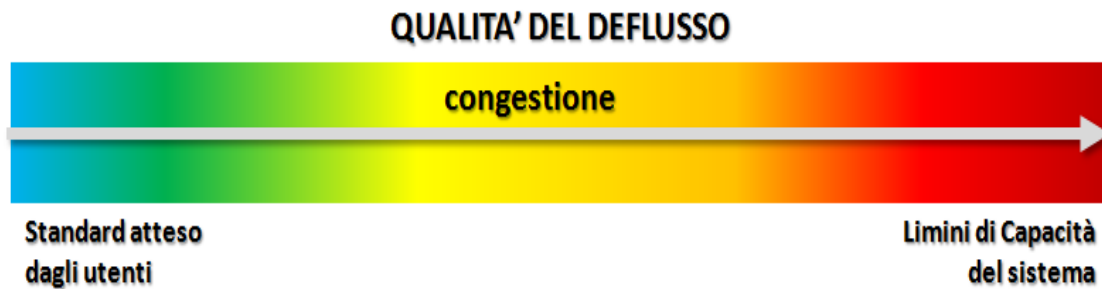 QUALITA’ DEL DEFLUSSO
congestione
Standard atteso
dagli utenti
Limini di Capacità
del sistema